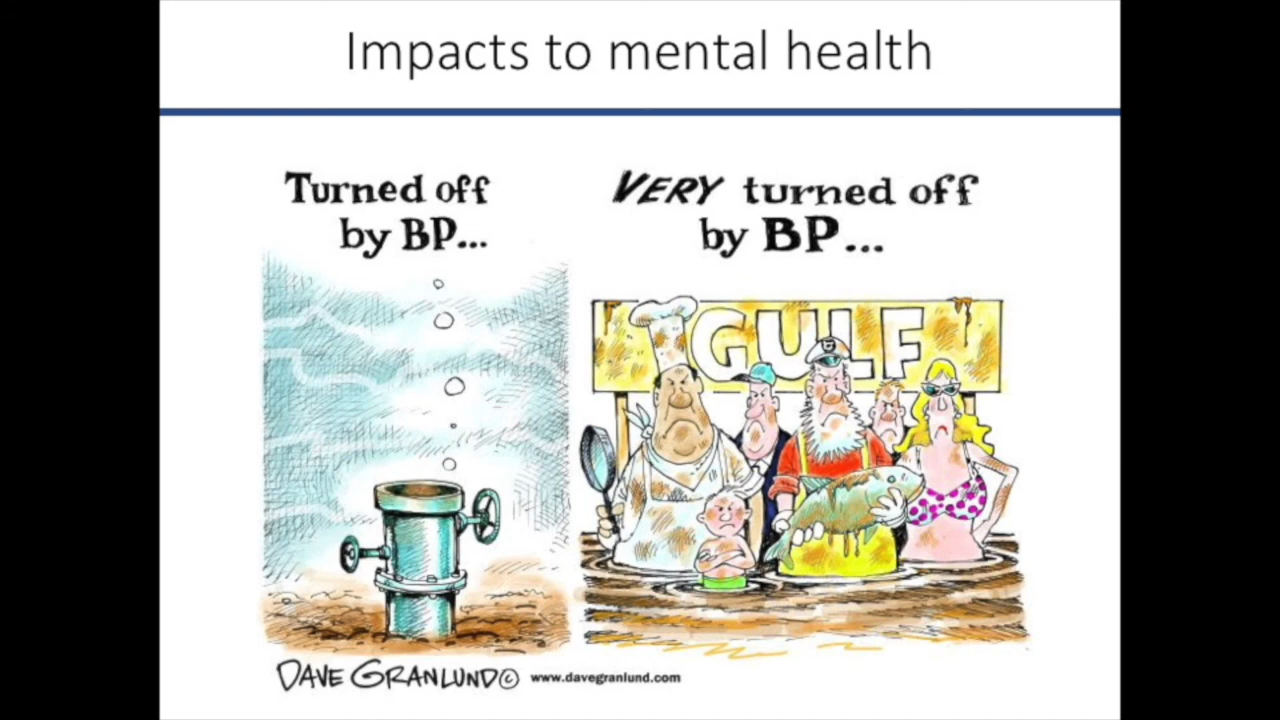 Impacts to mental health
Turned off
by BP...
VERY turned off
by BP...
GULF
DAVE GRANLUND© www.davegranlund.com